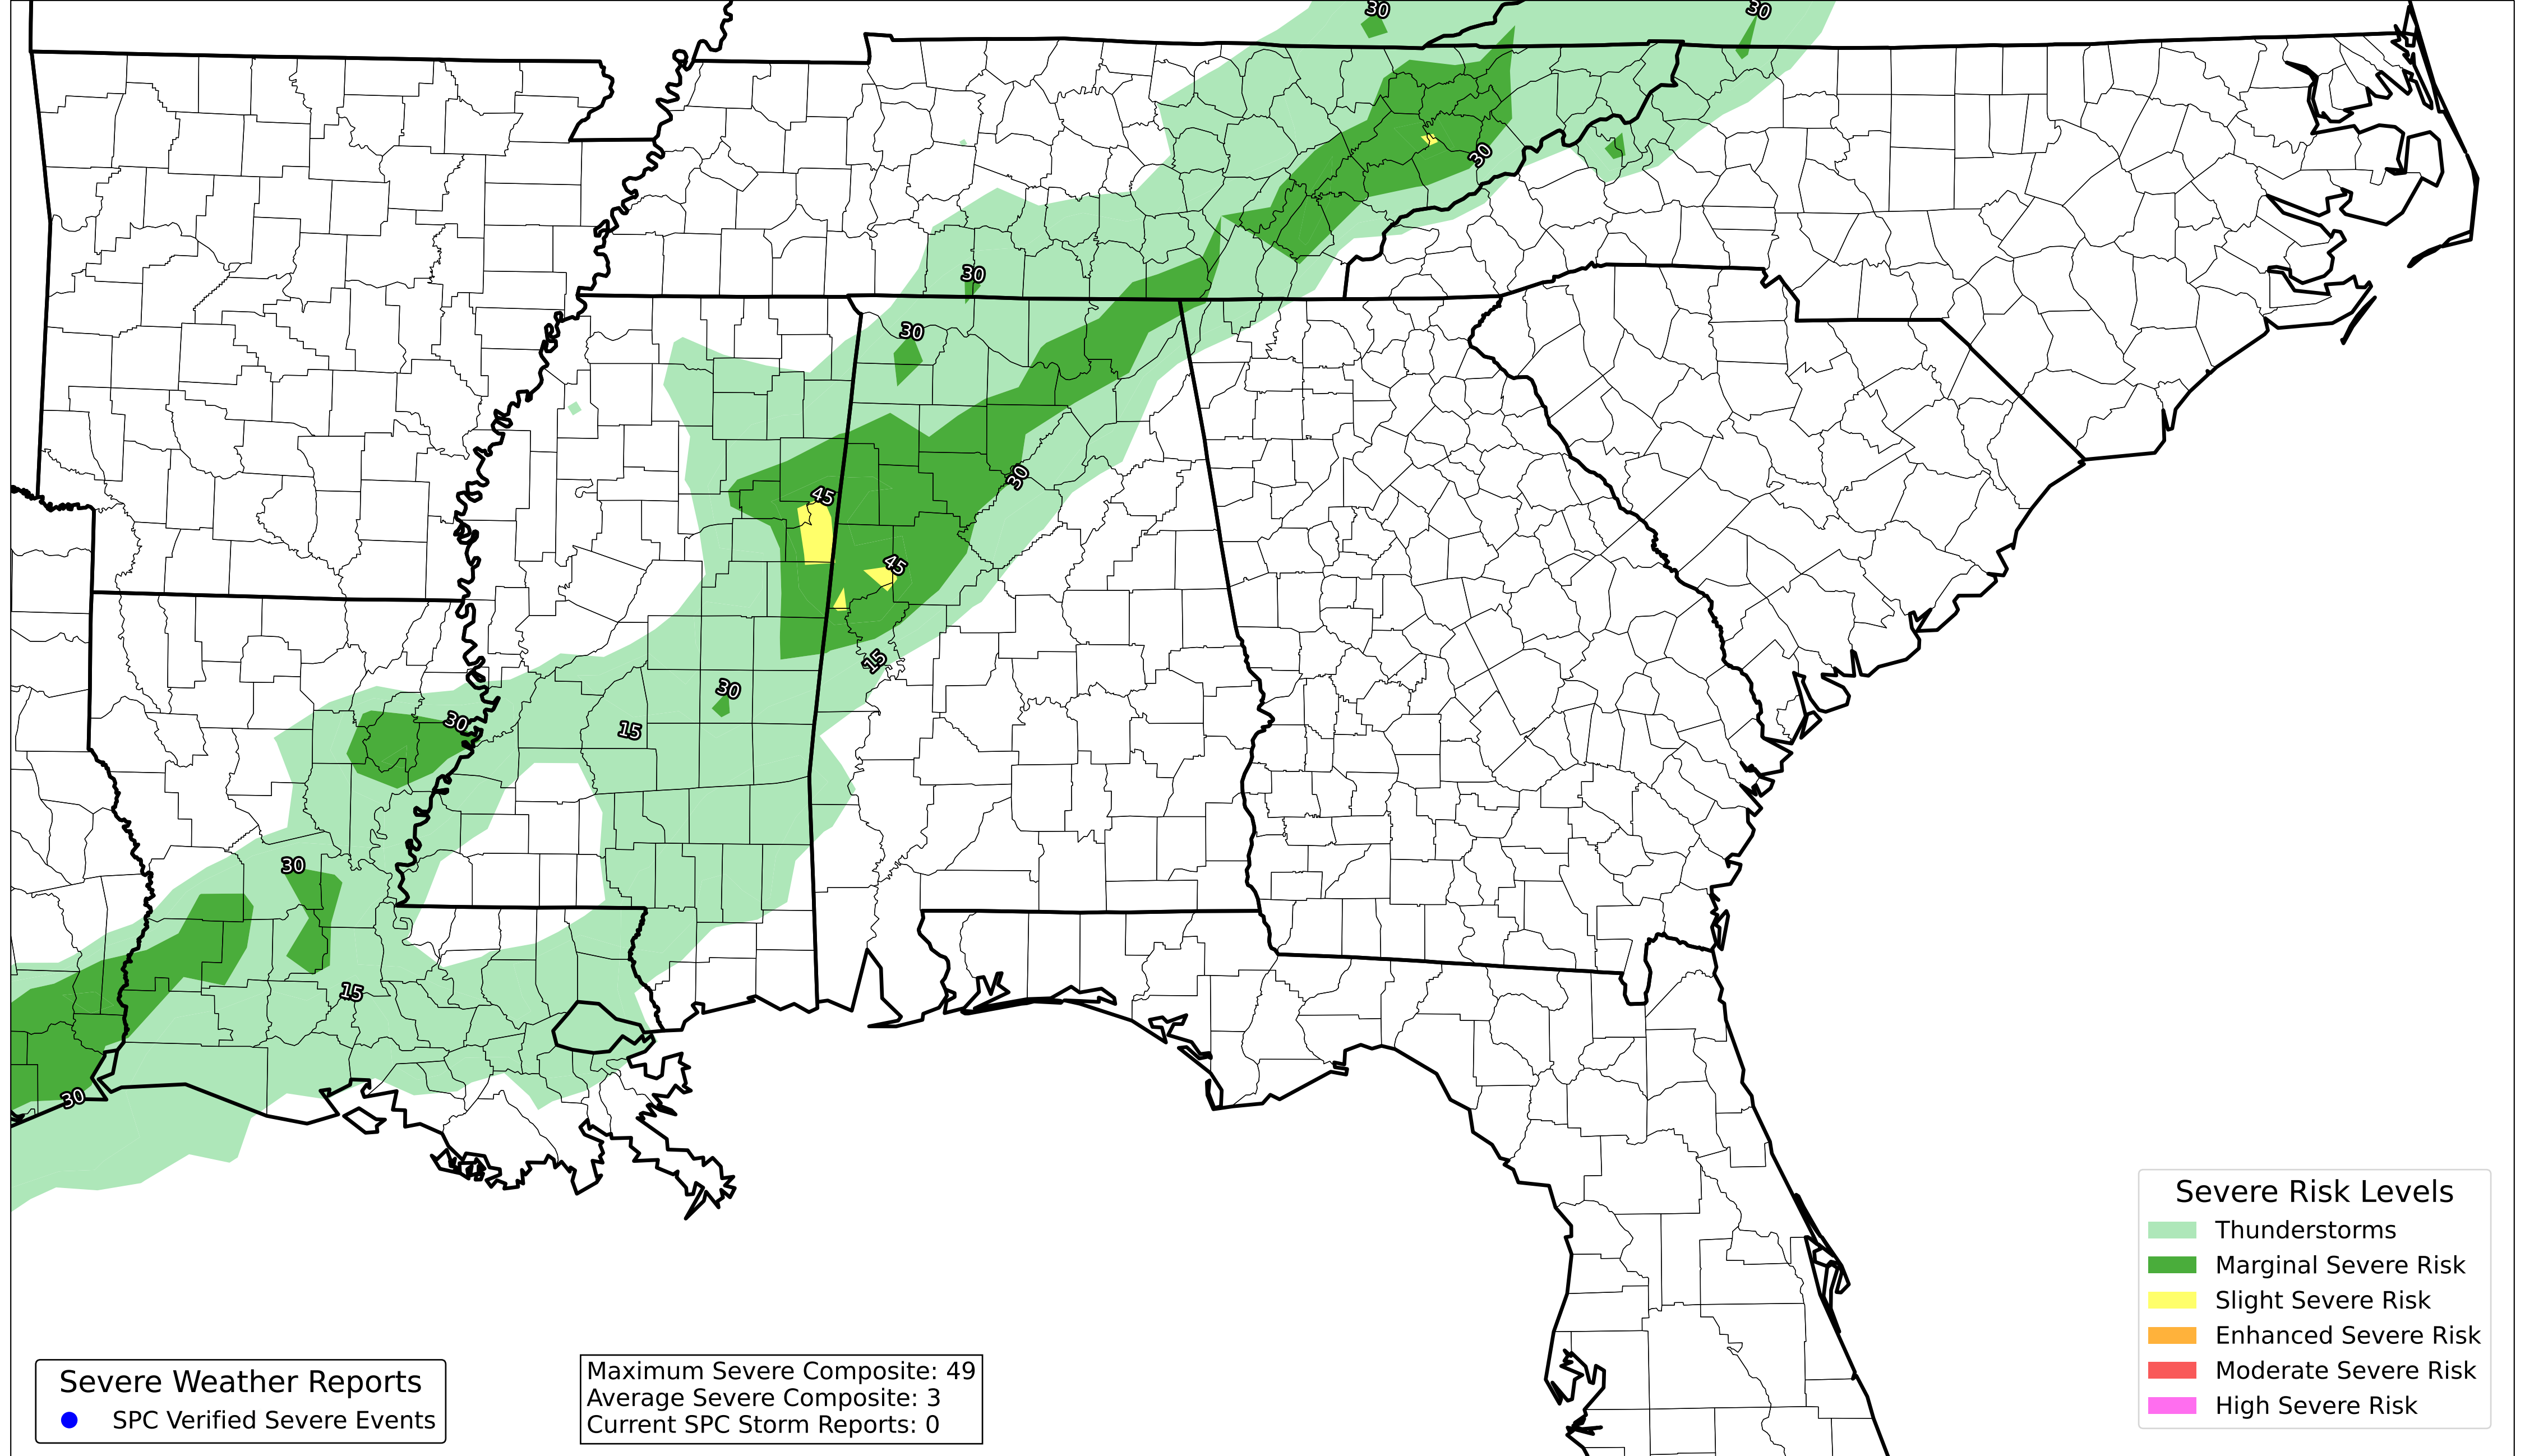 30
30
30
30
30
45
30
45
15
30
30
15
30
15
30
Severe Risk Levels
Thunderstorms
Marginal Severe Risk
Slight Severe Risk
Enhanced Severe Risk
Moderate Severe Risk
High Severe Risk
Severe Weather Reports
SPC Verified Severe Events
Maximum Severe Composite: 49
Average Severe Composite: 3
Current SPC Storm Reports: 0